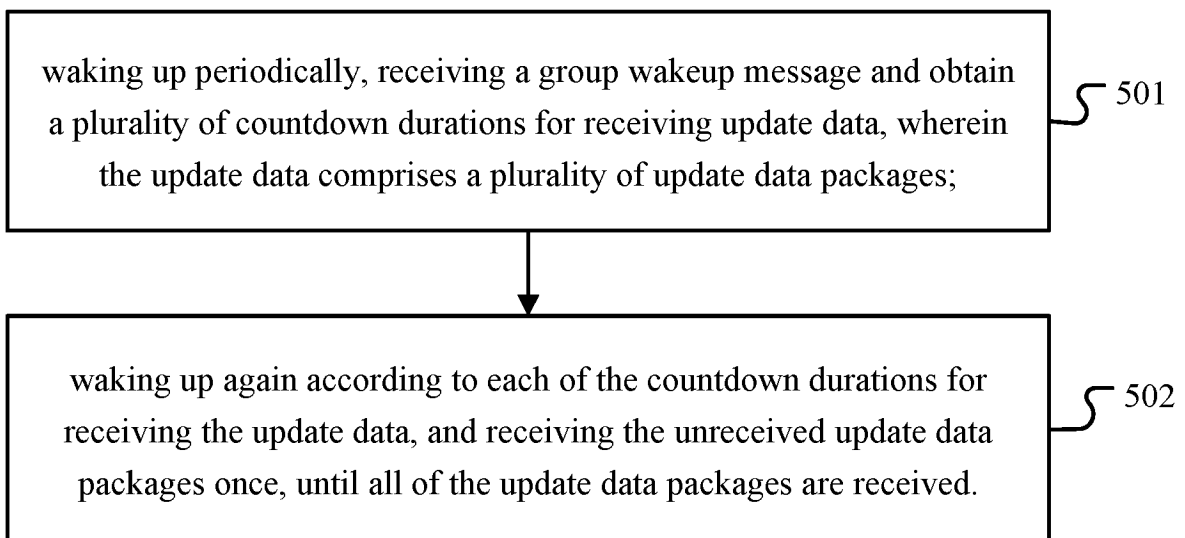 waking up periodically, receiving a group wakeup message and obtain
a plurality of countdown durations for receiving update data, wherein
the update data comprises a plurality of update data packages;
501
waking up again according to each of the countdown durations for
receiving the update data, and receiving the unreceived update data
packages once, until all of the update data packages are received.
502